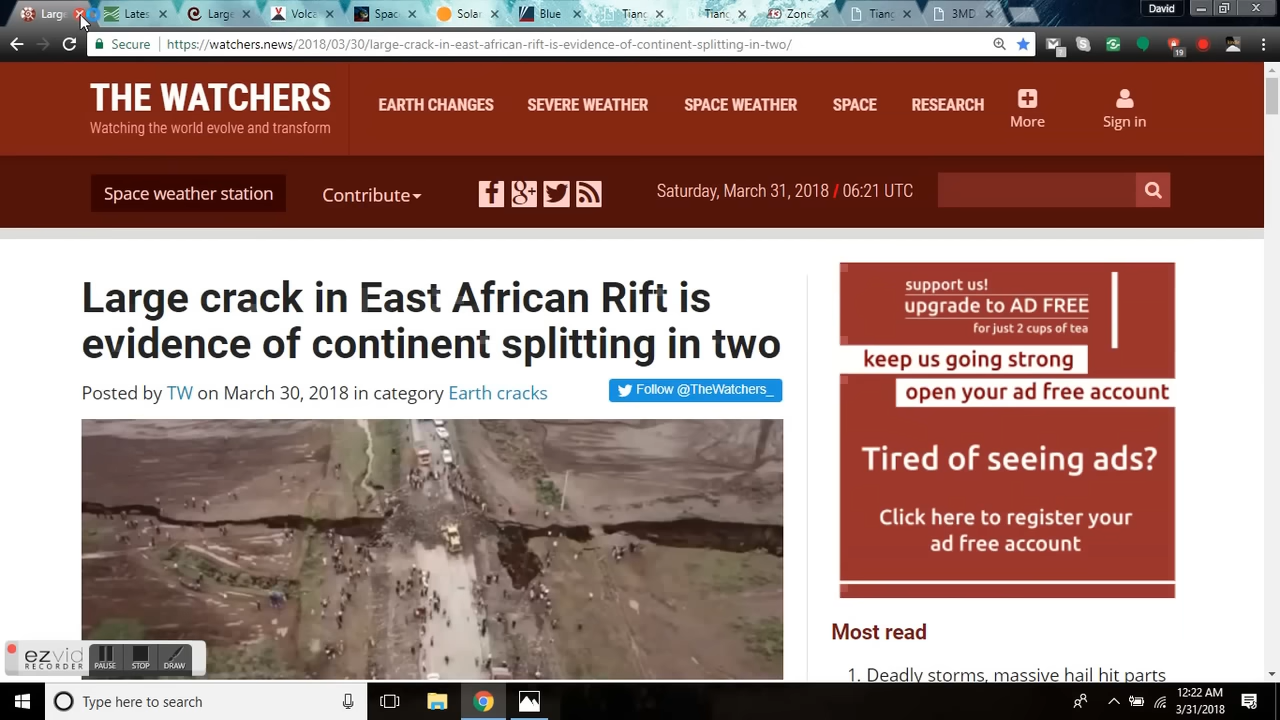 Larg
Lates
Large
Volca
Spac
Solar
Blue
Tiang
Tiang
Zone
Tiang
3MD
David
Secure
https://watchers.news/2018/03/30/large-crack-in-east-african-rift-is-evidence-of-continent-splitting-in-two/
19
THE WATCHERS
Watching the world evolve and transform
EARTH CHANGES
SEVERE WEATHER
SPACE WEATHER
SPACE
RESEARCH
More
Sign in
Space weather station
Contribute
Saturday, March 31, 2018 / 06:21 UTC
Large crack in East African Rift is
evidence of continent splitting in two
Posted by TW on March 30, 2018 in category Earth cracks
Follow @TheWatchers_
support us!
upgrade to AD FREE
for just 2 cups of tea
keep us going strong
open your ad free account
Tired of seeing ads?
Click here to register your
ad free account
Most read
1. Deadly storms, massive hail hit parts
ezvid
RECORDER
PAUSE
STOP
DRAW
Type here to search
12:22 AM
3/31/2018